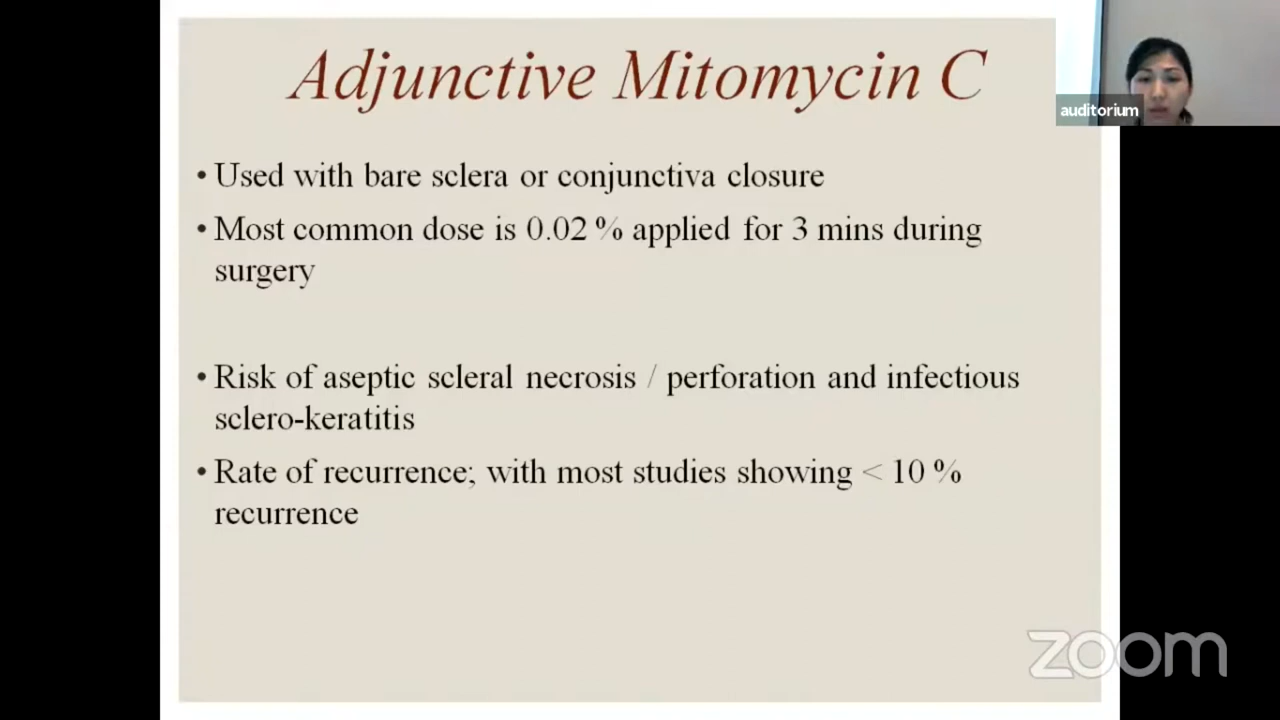 Adjunctive Mitomycin C
auditorium
• Used with bare sclera or conjunctiva closure
• Most common dose is 0.02 % applied for 3 mins during
surgery
• Risk of aseptic scleral necrosis / perforation and infectious
sclero-keratitis
• Rate of recurrence; with most studies showing < 10 %
recurrence
zoom